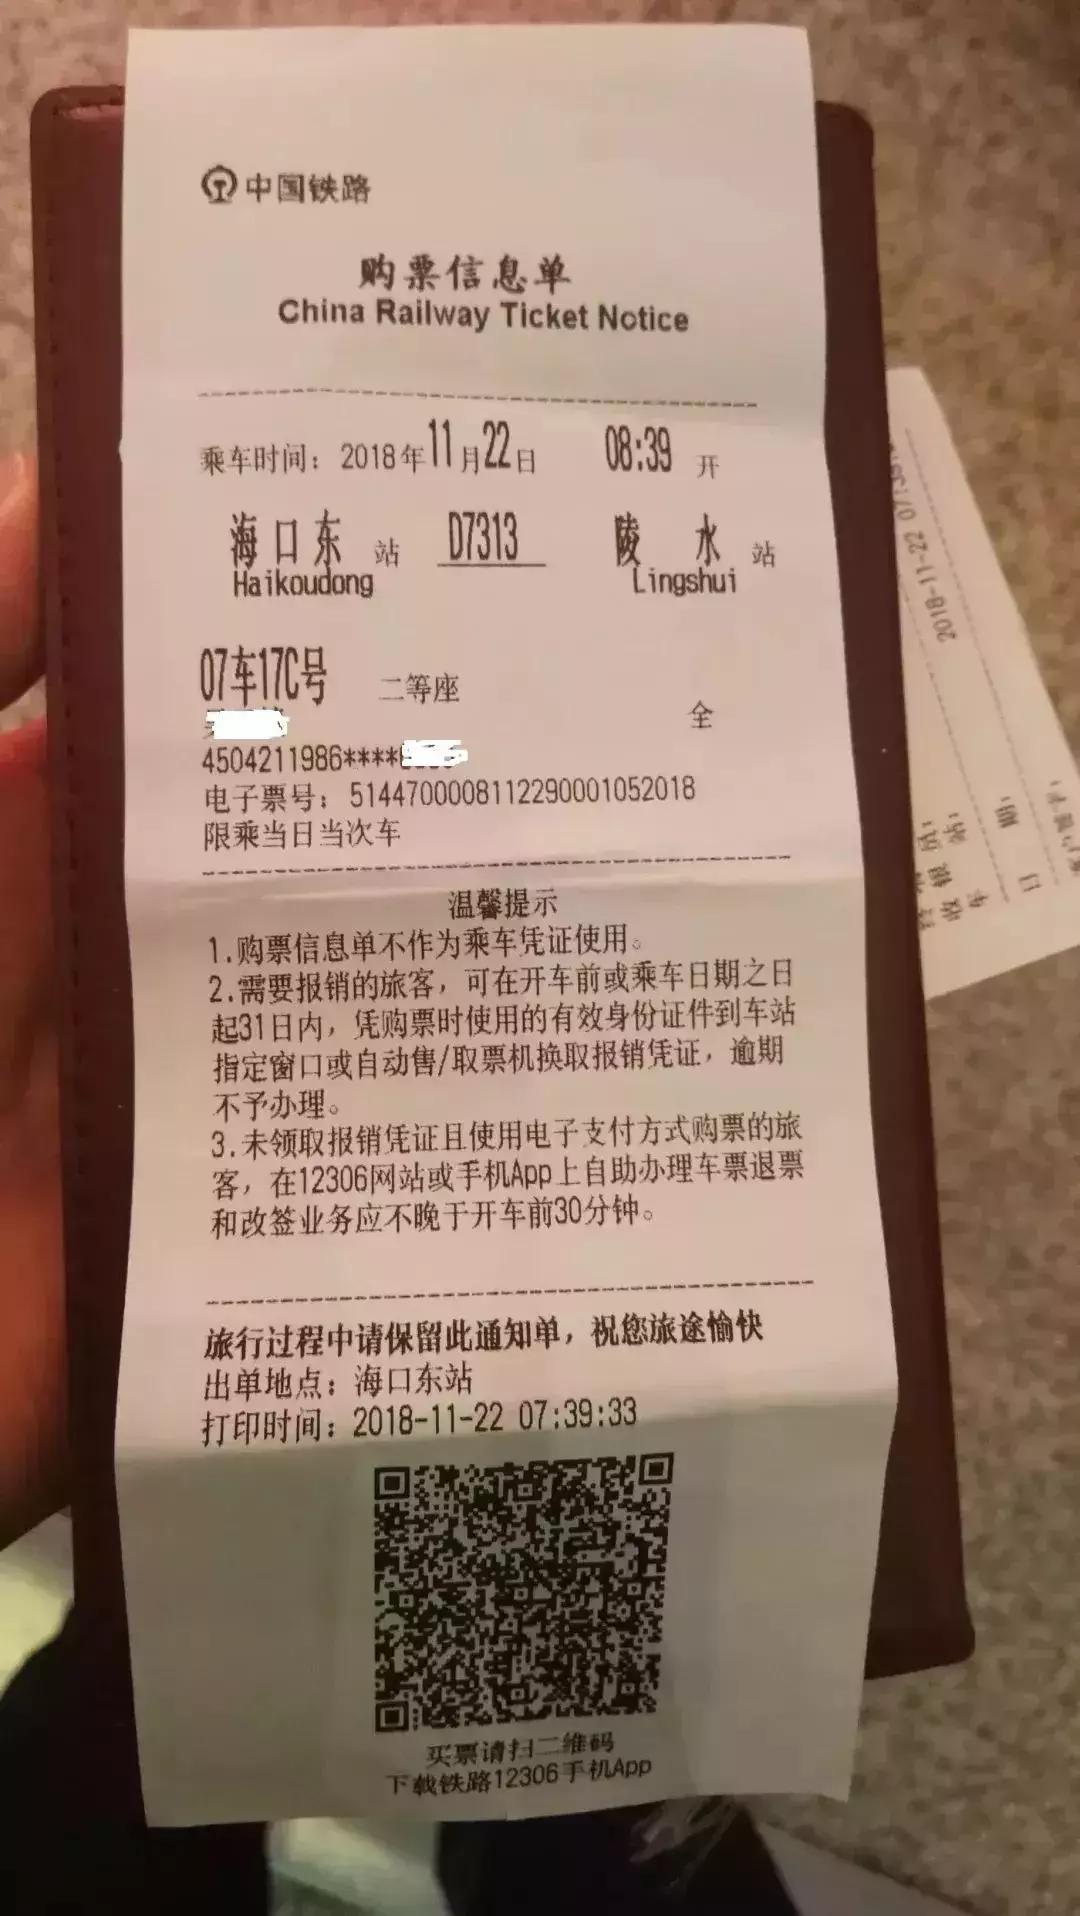 中国铁路
购票信息单
China Railway Ticket Notice
乘车时间：2018年11月22日 08:39 开
海口东 站 D7313 陵水 站
Haikoudong Lingshui
07车17C号 二等座
全
4504211986****
电子票号：5144700008112290001052018
限乘当日当次车
温馨提示
1.购票信息单不作为乘车凭证使用。
2.需要报销的旅客，可在开车前或乘车日期之日
起31日内，凭购票时使用的有效身份证件到车站
指定窗口或自动售/取票机换取报销凭证，逾期
不予办理。
3.未领取报销凭证且使用电子支付方式购票的旅
客，在12306网站或手机App上自助办理车票退票
和改签业务应不晚于开车前30分钟。
旅行过程中请保留此通知单，祝您旅途愉快
出单地点：海口东站
打印时间：2018-11-22 07:39:33
买票请扫二维码
下载铁路12306手机App
2018-11-22